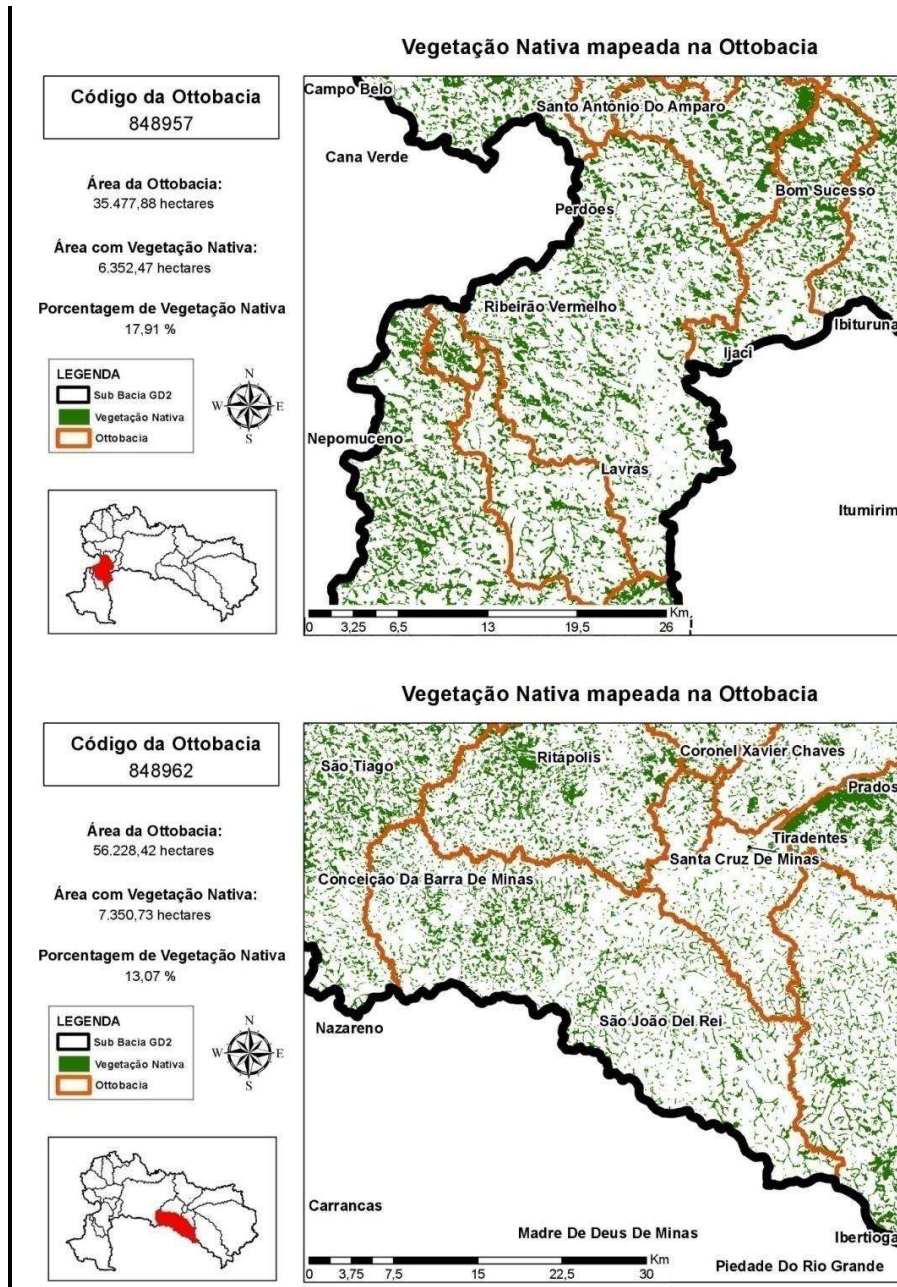 Vegetação Nativa mapeada na Ottobacia
Código da Ottobacia
848957
Área da Ottobacia:
35.477,88 hectares
Área com Vegetação Nativa:
6.352,47 hectares
Porcentagem de Vegetação Nativa
17,91 %
LEGENDA
Sub Bacia GD2
Vegetação Nativa
Ottobacia
N
W E
S
Campo Belo
Santo Antônio Do Amparo
Cana Verde
Bom Sucesso
Perdões
Ribeirão Vermelho
Ibituruna
Ijaci
Nepomuceno
Lavras
Itumirim
Km
0 3,25 6,5 13 19,5 26
Vegetação Nativa mapeada na Ottobacia
Código da Ottobacia
848962
Área da Ottobacia:
56.228,42 hectares
Área com Vegetação Nativa:
7.350,73 hectares
Porcentagem de Vegetação Nativa
13,07 %
LEGENDA
Sub Bacia GD2
Vegetação Nativa
Ottobacia
N
W E
S
Coronel Xavier Chaves
São Tiago
Ritápolis
Prados
Tiradentes
Santa Cruz De Minas
Conceição Da Barra De Minas
São João Del Rei
Nazareno
Carrancas
Madre De Deus De Minas
Ibertioga
Piedade Do Rio Grande
Km
0 3,75 7,5 15 22,5 30